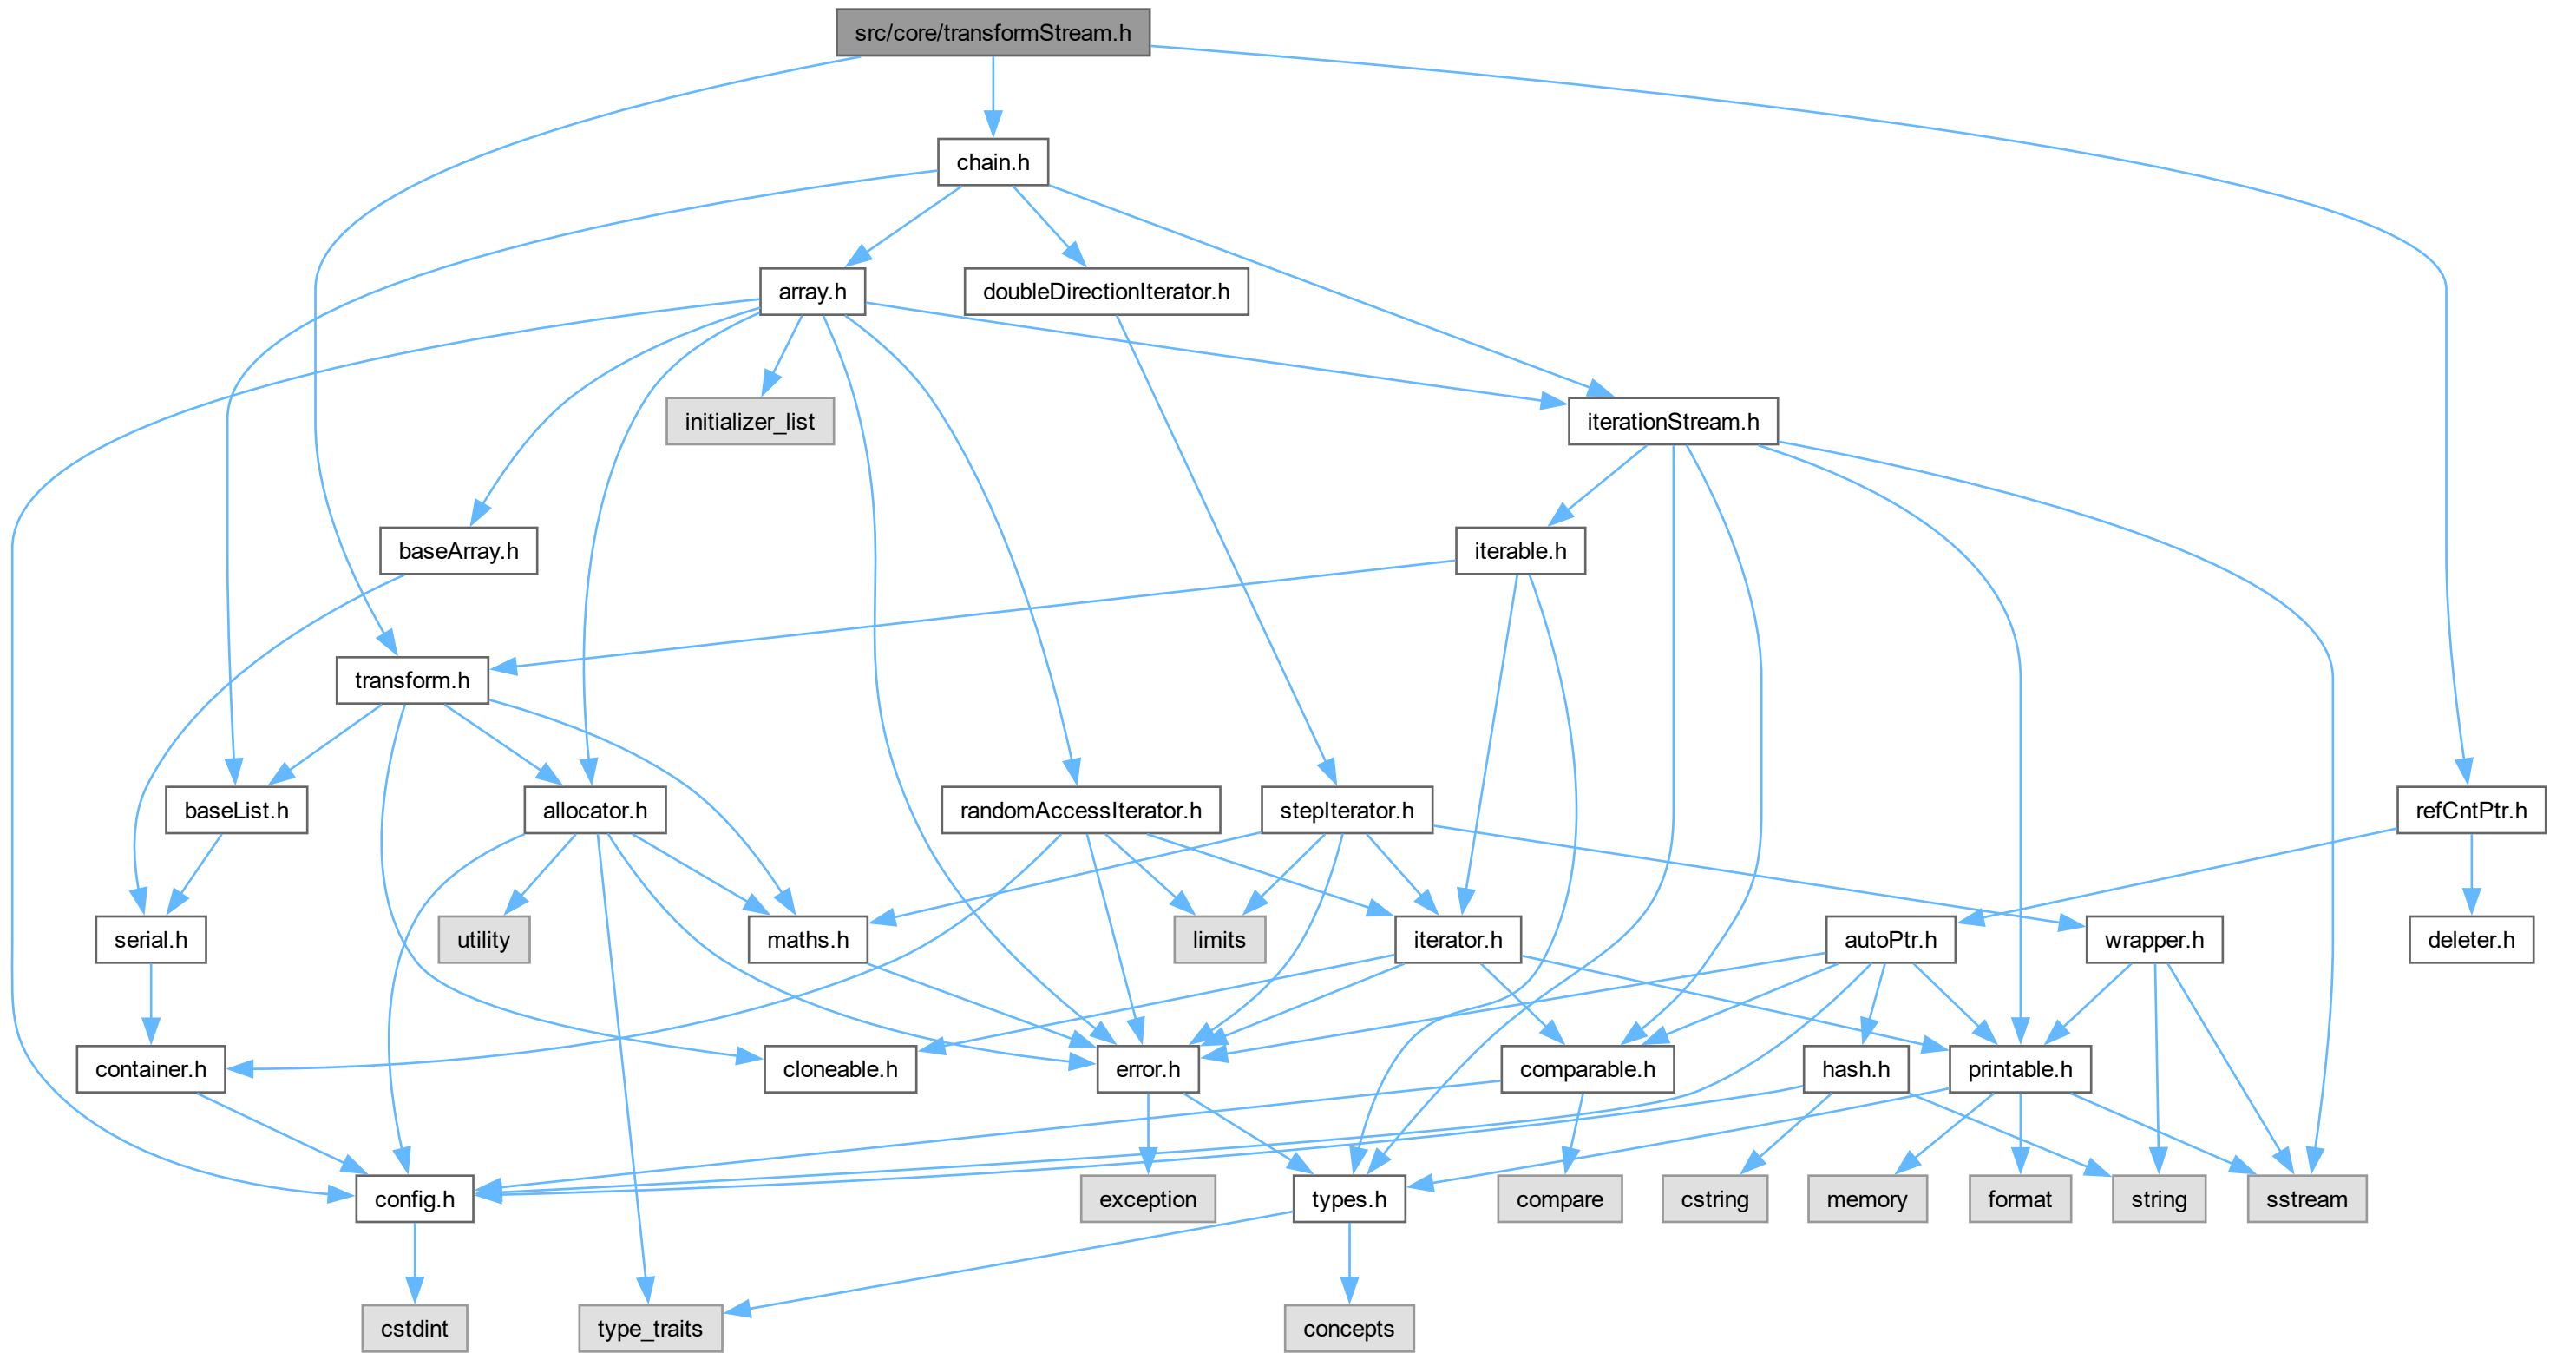 src/core/transformStream.h
chain.h
array.h
doubleDirectionIterator.h
initializer_list
iterationStream.h
baseArray.h
iterable.h
transform.h
baseList.h
allocator.h
randomAccessIterator.h
stepIterator.h
refCntPtr.h
serial.h
utility
maths.h
limits
iterator.h
autoPtr.h
wrapper.h
deleter.h
container.h
cloneable.h
error.h
comparable.h
hash.h
printable.h
config.h
exception
types.h
compare
cstring
memory
format
string
sstream
cstdint
type_traits
concepts